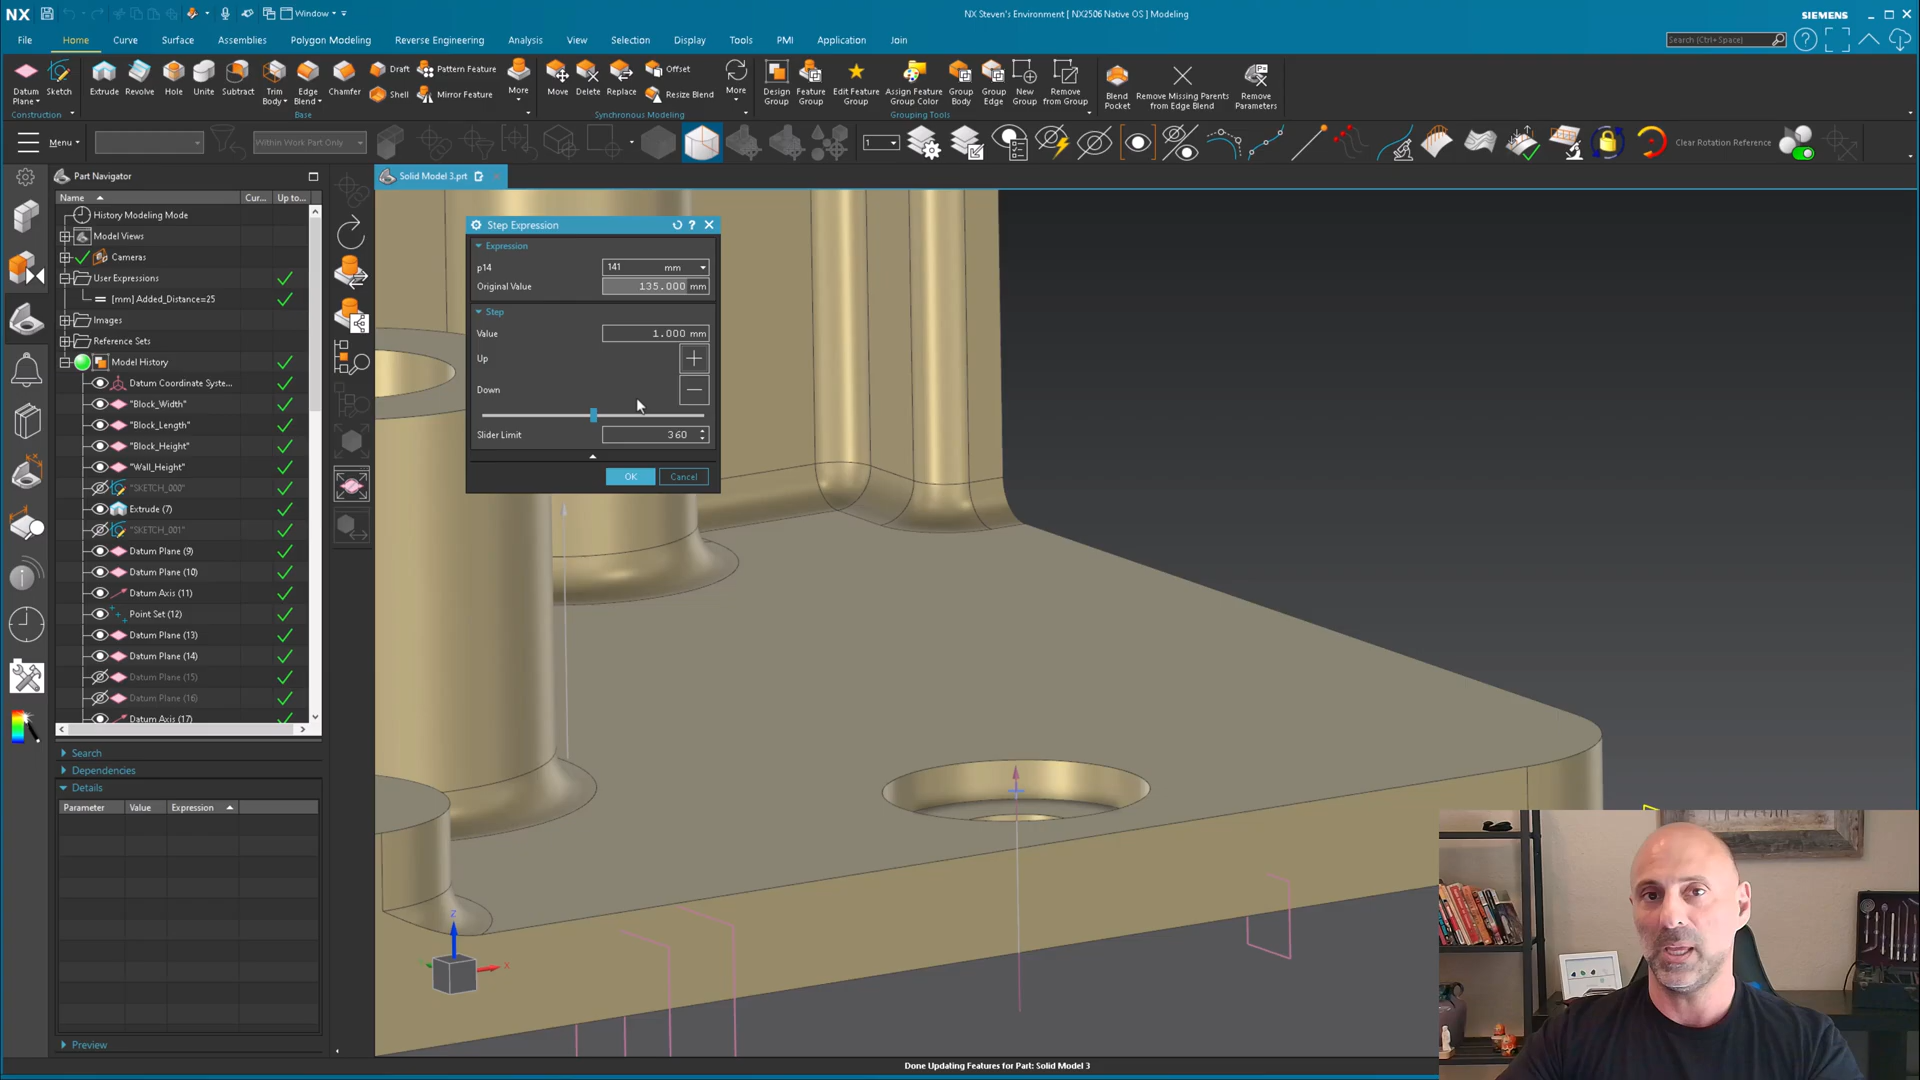 NX
Window
NX Steven's Environment [ NX2506 Native OS ] Modeling
SIEMENS
File
Home
Curve
Surface
Assemblies
Polygon Modeling
Reverse Engineering
Analysis
View
Selection
Display
Tools
PMI
Application
Join
Search (Ctrl+Space)
Datum Plane
Sketch
Extrude
Revolve
Hole
Unite
Subtract
Trim Body
Edge Blend
Chamfer
Draft
Shell
Pattern Feature
Mirror Feature
More
Move
Delete
Replace
Offset
Resize Blend
More
Design Group
Feature Group
Edit Feature Group
Assign Feature Group Color
Group Body
Group Edge
New Group
Remove from Group
Blend Pocket
Remove Missing Parents from Edge Blend
Remove Parameters
Construction
Base
Synchronous Modeling
Grouping Tools
Menu
Within Work Part Only
1
Clear Rotation Reference
Part Navigator
Solid Model 3.prt
Name
Cur...
Up to...
History Modeling Mode
Model Views
Cameras
User Expressions
[mm] Added_Distance=25
Images
Reference Sets
Model History
Datum Coordinate Syste...
"Block_Width"
"Block_Length"
"Block_Height"
"Wall_Height"
"SKETCH_000"
Extrude (7)
"SKETCH_001"
Datum Plane (9)
Datum Plane (10)
Datum Axis (11)
Point Set (12)
Datum Plane (13)
Datum Plane (14)
Datum Plane (15)
Datum Plane (16)
Datum Axis (17)
Search
Dependencies
Details
Parameter
Value
Expression
Preview
Step Expression
Expression
p14
141 mm
Original Value
135.000 mm
Step
Value
1.000 mm
Up
Down
Slider Limit
360
OK
Cancel
Z
X
Done Updating Features for Part: Solid Model 3